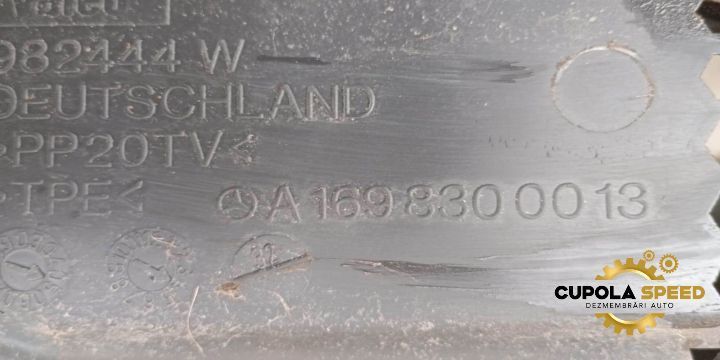 982444 W
DEUTSCHLAND
>PP20TV<
>TPE<
A 169 830 00 13
CUPOLA SPEED
DEZMEMBRĂRI AUTO